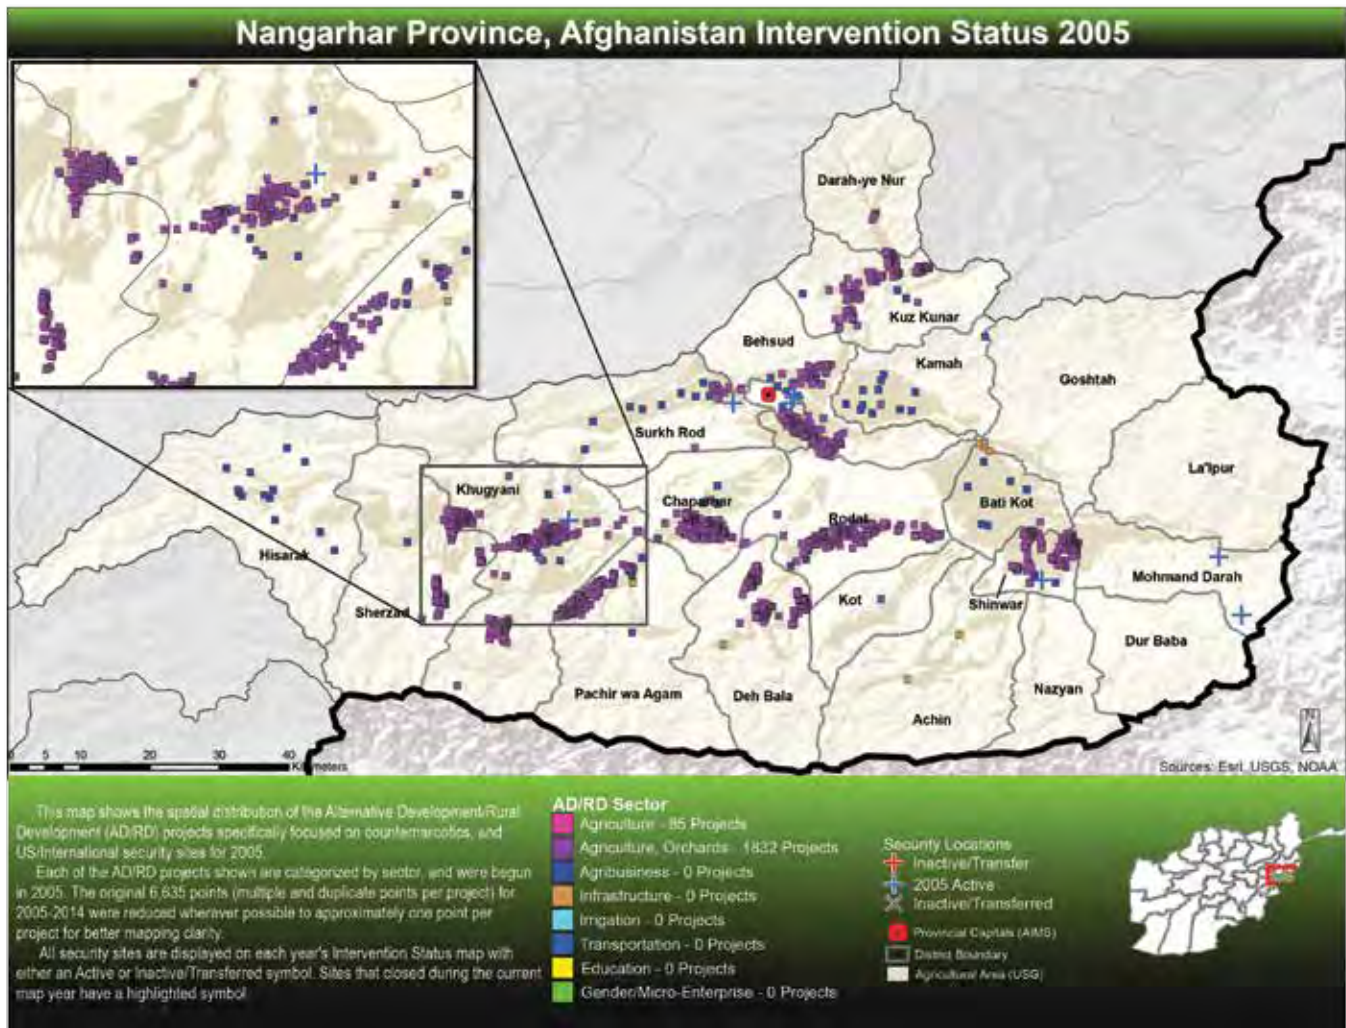 Nangarhar Province, Afghanistan Intervention Status 2005
Darah-ye Nur
Kuz Kunar
Behsud
Kamah
Goshtah
Surkh Rod
La'lpur
Khugyani
Chaparhar
Rodat
Bati Kot
Hisarak
Mohmand Darah
Sherzad
Kot
Shinwar
Dur Baba
Pachir wa Agam
Deh Bala
Nazyan
Achin
N
0 5 10 20 30 40
Kilometers
Sources: Esri, USGS, NOAA
This map shows the spatial distribution of the Alternative Development/Rural
Development (AD/RD) projects specifically focused on counternarcotics, and
US/International security sites for 2005.
Each of the AD/RD projects shown are categorized by sector, and were begun
in 2005. The original 6,635 points (multiple and duplicate points per project) for
2005-2014 were reduced wherever possible to approximately one point per
project for better mapping clarity.
All security sites are displayed on each year's Intervention Status map with
either an Active or Inactive/Transferred symbol. Sites that closed during the current
map year have a highlighted symbol.
AD/RD Sector
Agriculture - 85 Projects
Agriculture, Orchards - 1832 Projects
Agribusiness - 0 Projects
Infrastructure - 0 Projects
Irrigation - 0 Projects
Transportation - 0 Projects
Education - 0 Projects
Gender/Micro-Enterprise - 0 Projects
Security Locations
Inactive/Transfer
2005 Active
Inactive/Transferred
Provincial Capitals (AIMS)
District Boundary
Agricultural Area (USG)